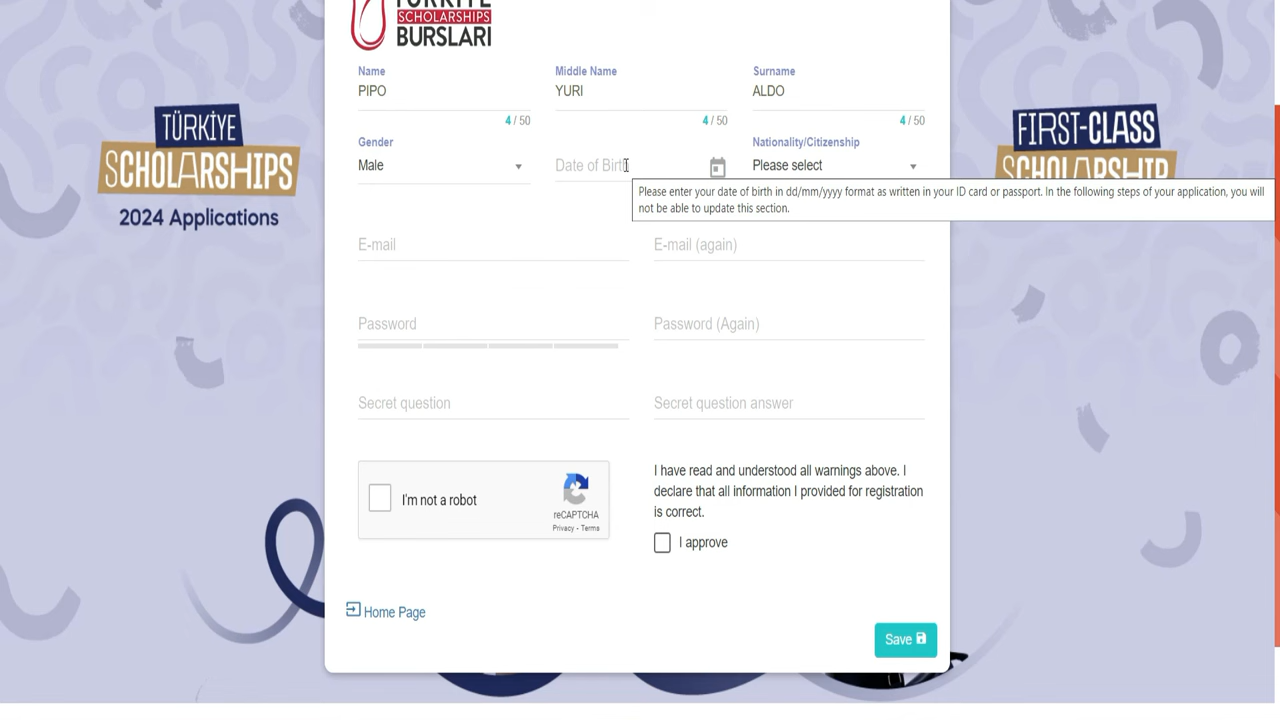 TÜRKİYE
SCHOLARSHIPS
BURSLARI
Name
Middle Name
Surname
PIPO
YURI
ALDO
4 / 50
4 / 50
4 / 50
Gender
Nationality/Citizenship
Male
Date of Birt
Please select
Please enter your date of birth in dd/mm/yyyy format as written in your ID card or passport. In the following steps of your application, you will
not be able to update this section.
E-mail
E-mail (again)
Password
Password (Again)
Secret question
Secret question answer
I'm not a robot
reCAPTCHA
Privacy - Terms
I have read and understood all warnings above. I
declare that all information I provided for registration
is correct.
I approve
Home Page
Save
TÜRKİYE
SCHOLARSHIPS
2024 Applications
FIRST-CLASS
SCHOLARSHIP